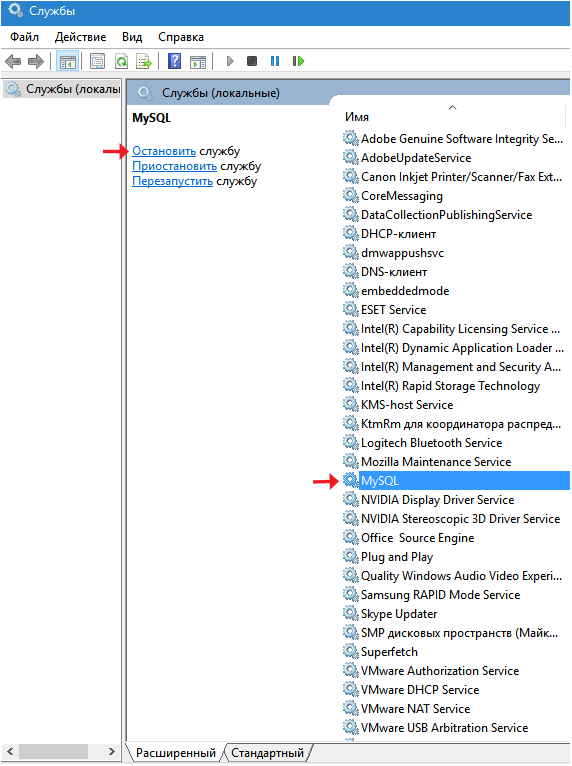 Службы
Файл Действие Вид Справка
Службы (локалы
Службы (локальные)
MySQL
Остановить службу
Приостановить службу
Перезапустить службу
Имя
Adobe Genuine Software Integrity Se...
AdobeUpdateService
Canon Inkjet Printer/Scanner/Fax Ext...
CoreMessaging
DataCollectionPublishingService
DHCP-клиент
dmwappushsvc
DNS-клиент
embeddedmode
ESET Service
Intel(R) Capability Licensing Service ...
Intel(R) Dynamic Application Loader ...
Intel(R) Management and Security A...
Intel(R) Rapid Storage Technology
KMS-host Service
KtmRm для координатора распред...
Logitech Bluetooth Service
Mozilla Maintenance Service
MySQL
NVIDIA Display Driver Service
NVIDIA Stereoscopic 3D Driver Service
Office  Source Engine
Plug and Play
Quality Windows Audio Video Experi...
Samsung RAPID Mode Service
Skype Updater
SMP дисковых пространств (Майк...
Superfetch
VMware Authorization Service
VMware DHCP Service
VMware NAT Service
VMware USB Arbitration Service
Расширенный Стандартный